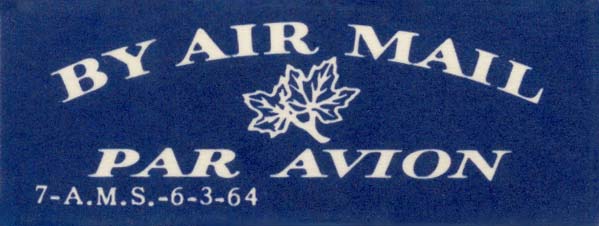 BY AIR MAIL
PAR AVION
7-A.M.S.-6-3-64